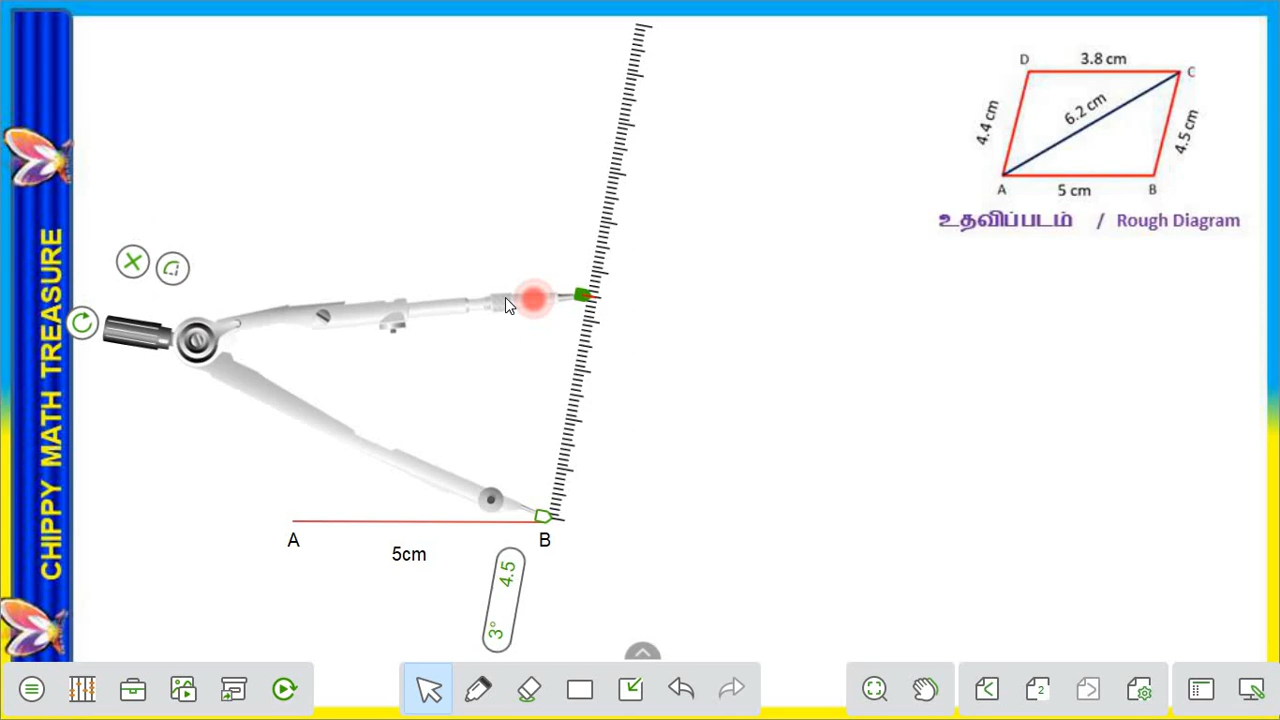 CHIPPY MATH TREASURE
D
3.8 cm
C
4.4 cm
6.2 cm
4.5 cm
A
5 cm
B
உதவிப்படம் / Rough Diagram
A
5cm
B
3° 4.5
2